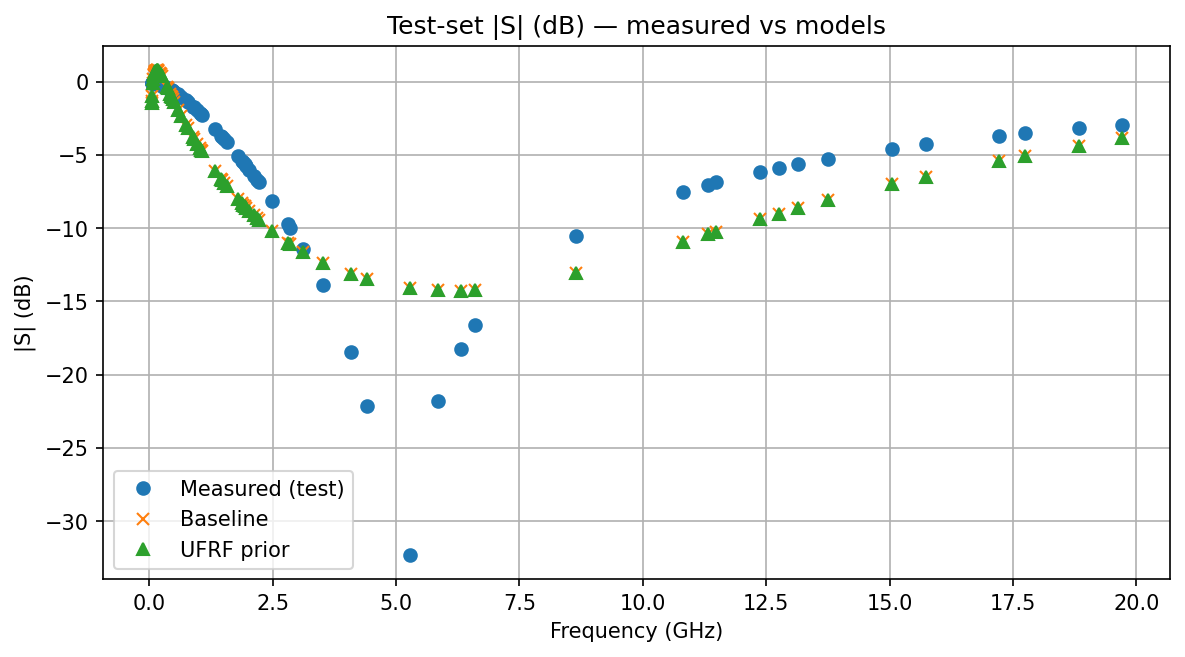 Test-set |S| (dB) — measured vs models
|S| (dB)
0
−5
−10
−15
−20
−25
−30
Measured (test)
Baseline
UFRF prior
0.0 2.5 5.0 7.5 10.0 12.5 15.0 17.5 20.0
Frequency (GHz)